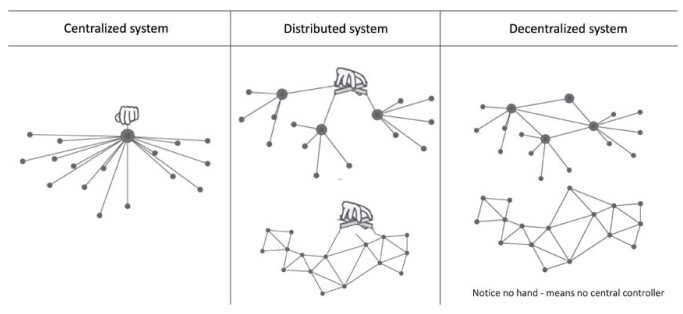 Centralized system
Distributed system
Decentralized system
Notice no hand - means no central controller